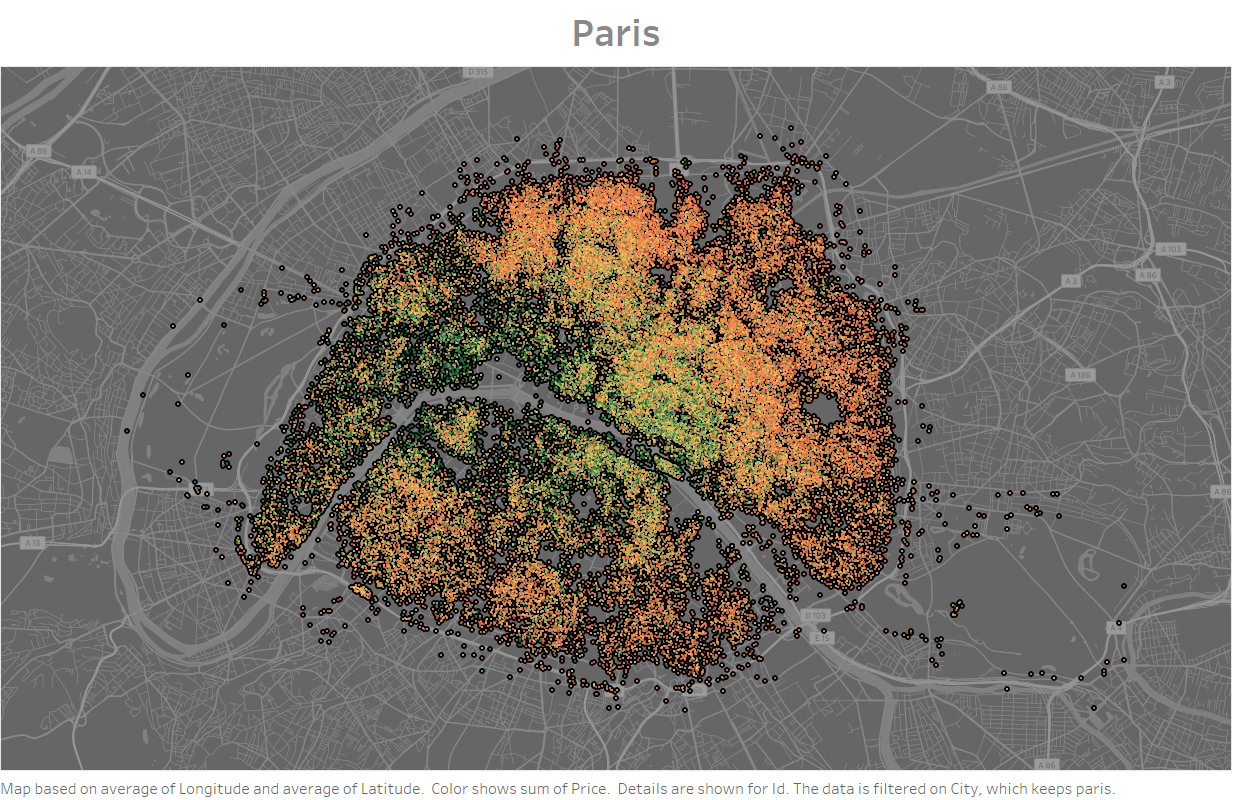 Paris
D 315
A 86
A 3
A 86
A 14
A 103
A 86
A 3
A 186
A 86
A 13
D 103
E 15
A 4
A 86
Map based on average of Longitude and average of Latitude. Color shows sum of Price. Details are shown for Id. The data is filtered on City, which keeps paris.